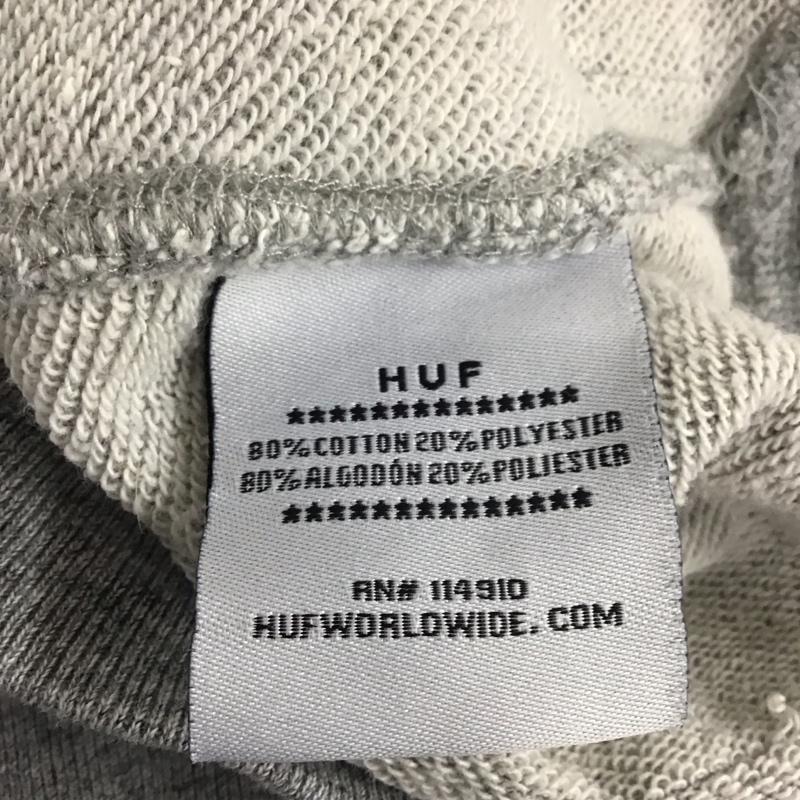 HUF
★★★★★★★★★★★★★★
80% COTTON 20% POLYESTER
80% ALGODÓN 20% POLIESTER
★★★★★★★★★★★★★★
RN# 114910
HUFWORLDWIDE.COM